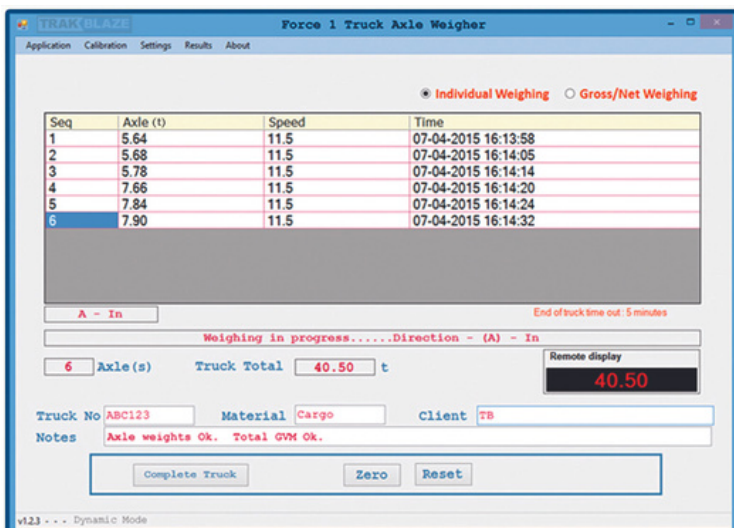 TRAKBLAZE Force 1 Truck Axle Weigher
Application Calibration Settings Results About
Individual Weighing Gross/Net Weighing
Seq Axle (t) Speed Time
1 5.64 11.5 07-04-2015 16:13:58
2 5.68 11.5 07-04-2015 16:14:05
3 5.78 11.5 07-04-2015 16:14:14
4 7.66 11.5 07-04-2015 16:14:20
5 7.84 11.5 07-04-2015 16:14:24
6 7.90 11.5 07-04-2015 16:14:32
A - In End of truck time out : 5 minutes
Weighing in progress......Direction - (A) - In
Remote display
6 Axle(s) Truck Total 40.50 t 40.50
Truck No ABC123 Material Cargo Client TB
Notes Axle weights Ok. Total GVM Ok.
Complete Truck Zero Reset
v1.2.3 - - - Dynamic Mode